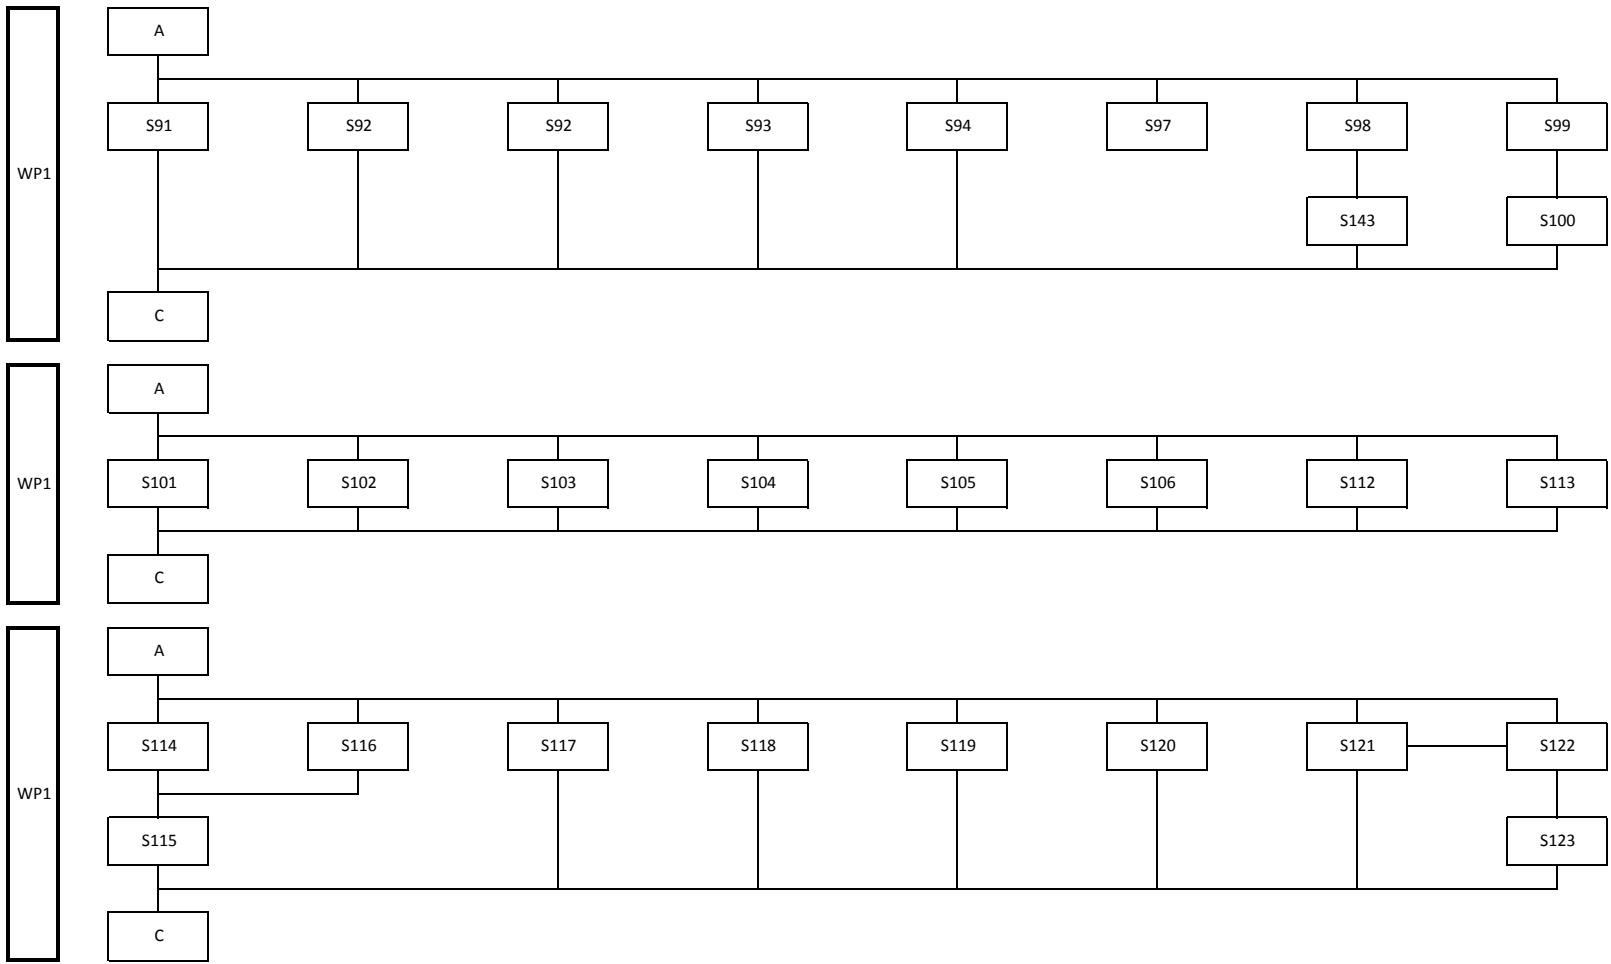 A
S91 S92 S92 S93 S94 S97 S98 S99
WP1
S143 S100
C
A
S101 S102 S103 S104 S105 S106 S112 S113
WP1
C
A
S114 S116 S117 S118 S119 S120 S121 S122
WP1
S115 S123
C